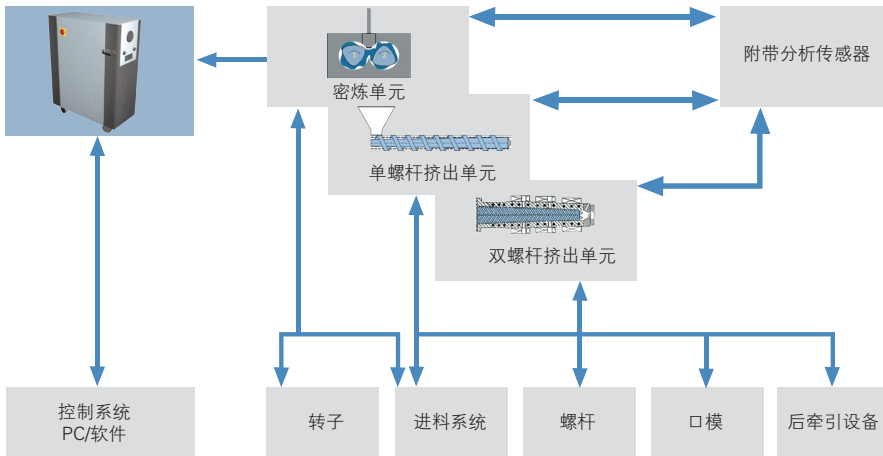 密炼单元
附带分析传感器
单螺杆挤出单元
双螺杆挤出单元
控制系统
PC/软件
转子
进料系统
螺杆
口模
后牵引设备